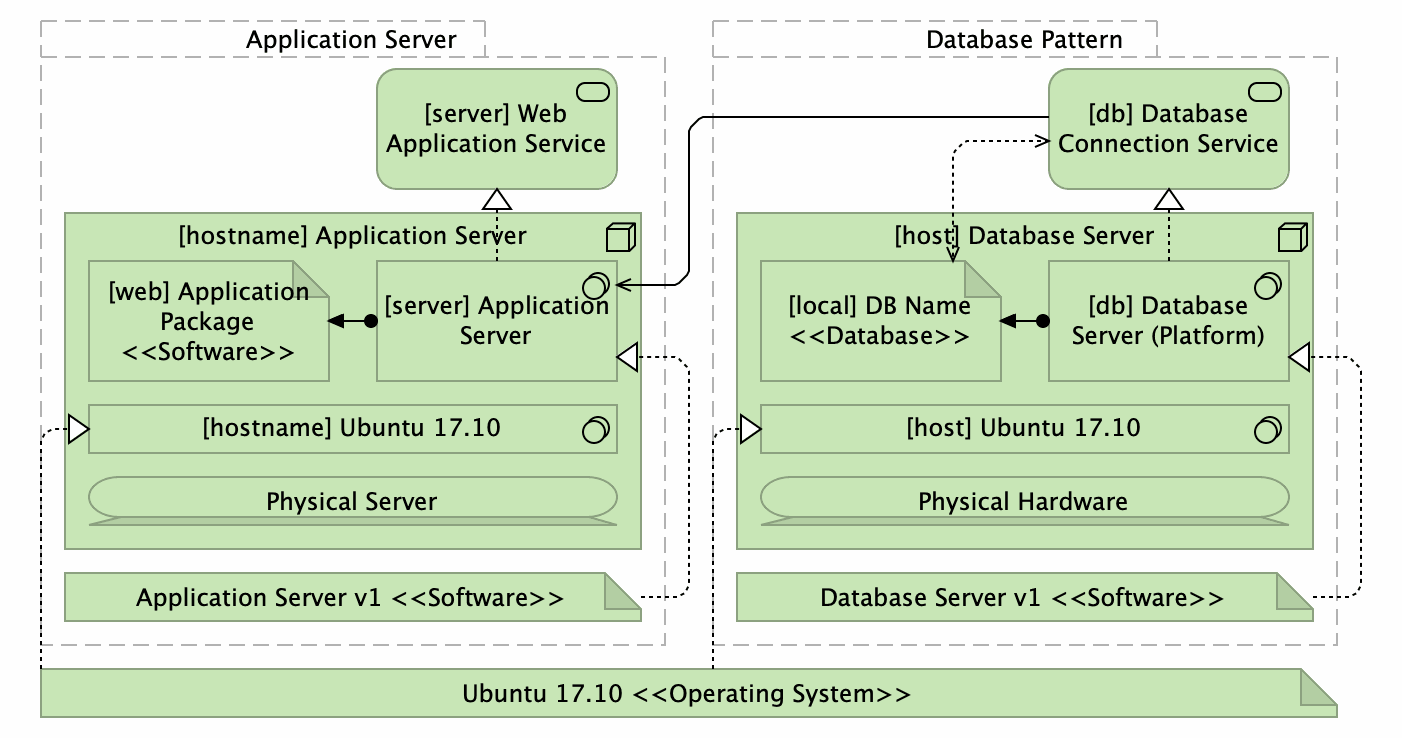 Application Server
Database Pattern
[server] Web
Application Service
[db] Database
Connection Service
[hostname] Application Server
[host] Database Server
[web] Application
Package
<<Software>>
[server] Application
Server
[local] DB Name
<<Database>>
[db] Database
Server (Platform)
[hostname] Ubuntu 17.10
[host] Ubuntu 17.10
Physical Server
Physical Hardware
Application Server v1 <<Software>>
Database Server v1 <<Software>>
Ubuntu 17.10 <<Operating System>>